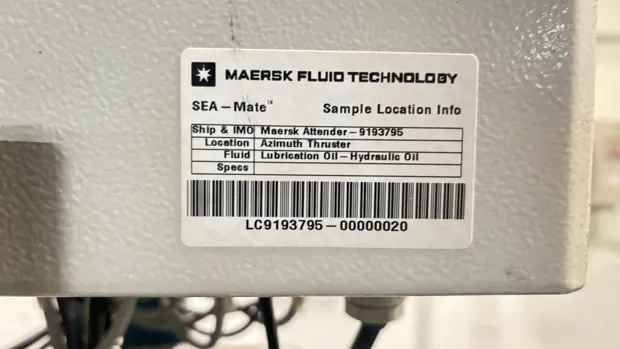 MAERSK FLUID TECHNOLOGY
SEA-Mate™ Sample Location Info
Ship & IMO Maersk Attender-9193795
Location Azimuth Thruster
Fluid Lubrication Oil-Hydraulic Oil
Specs
LC9193795-00000020